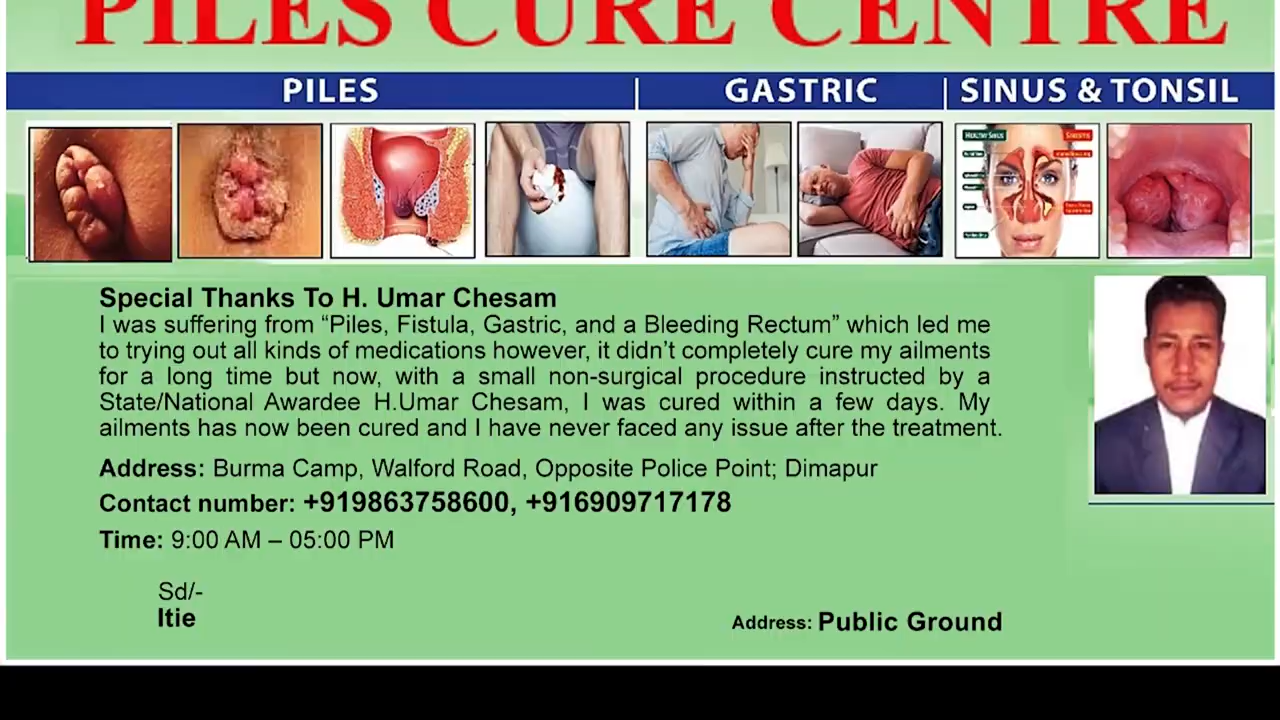 PILES CURE CENTRE
PILES | GASTRIC | SINUS & TONSIL
HEALTHY SINUS
SINUSITIS
Special Thanks To H. Umar Chesam
I was suffering from “Piles, Fistula, Gastric, and a Bleeding Rectum” which led me
to trying out all kinds of medications however, it didn’t completely cure my ailments
for a long time but now, with a small non-surgical procedure instructed by a
State/National Awardee H.Umar Chesam, I was cured within a few days. My
ailments has now been cured and I have never faced any issue after the treatment.
Address: Burma Camp, Walford Road, Opposite Police Point; Dimapur
Contact number: +919863758600, +916909717178
Time: 9:00 AM – 05:00 PM
Sd/-
Itie
Address: Public Ground